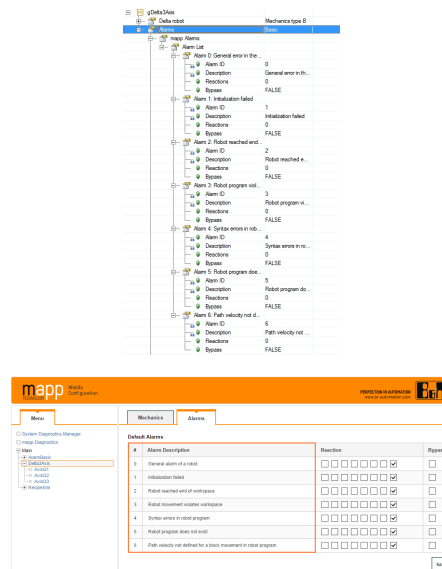 gDelta3Axis
Delta robot Mechanics type B
Alarms Basic
mapp Alarms
Alarm List
Alarm 0: General error in the
Alarm ID 0
Description General error in th...
Reactions 0
Bypass FALSE
Alarm 1: Initialization failed
Alarm ID 1
Description Initialization failed
Reactions 0
Bypass FALSE
Alarm 2: Robot reached end...
Alarm ID 2
Description Robot reached e...
Reactions 0
Bypass FALSE
Alarm 3: Robot program viol...
Alarm ID 3
Description Robot program vi...
Reactions 0
Bypass FALSE
Alarm 4: Syntax errors in rob...
Alarm ID 4
Description Syntax errors in ro...
Reactions 0
Bypass FALSE
Alarm 5: Robot program doe...
Alarm ID 5
Description Robot program do...
Reactions 0
Bypass FALSE
Alarm 6: Path velocity not d...
Alarm ID 6
Description Path velocity not ...
Reactions 0
Bypass FALSE
mapp WebIfs Configuration
TECHNOLOGY
PERFECTION IN AUTOMATION
www.br-automation.com
Menu Mechanics Alarms
System Diagnostics Manager
mapp Diagnostics
Main
AlarmBasic
Delta3Axis
AxisQ1
AxisQ2
AxisQ3
RecipeXml
Default Alarms
# Alarm Description Reaction Bypas
0 General alarm of a robot
1 Initialization failed
2 Robot reached end of workspace
3 Robot movement violates workspace
4 Syntax errors in robot program
5 Robot program does not exist
6 Path velocity not defined for a block movement in robot program